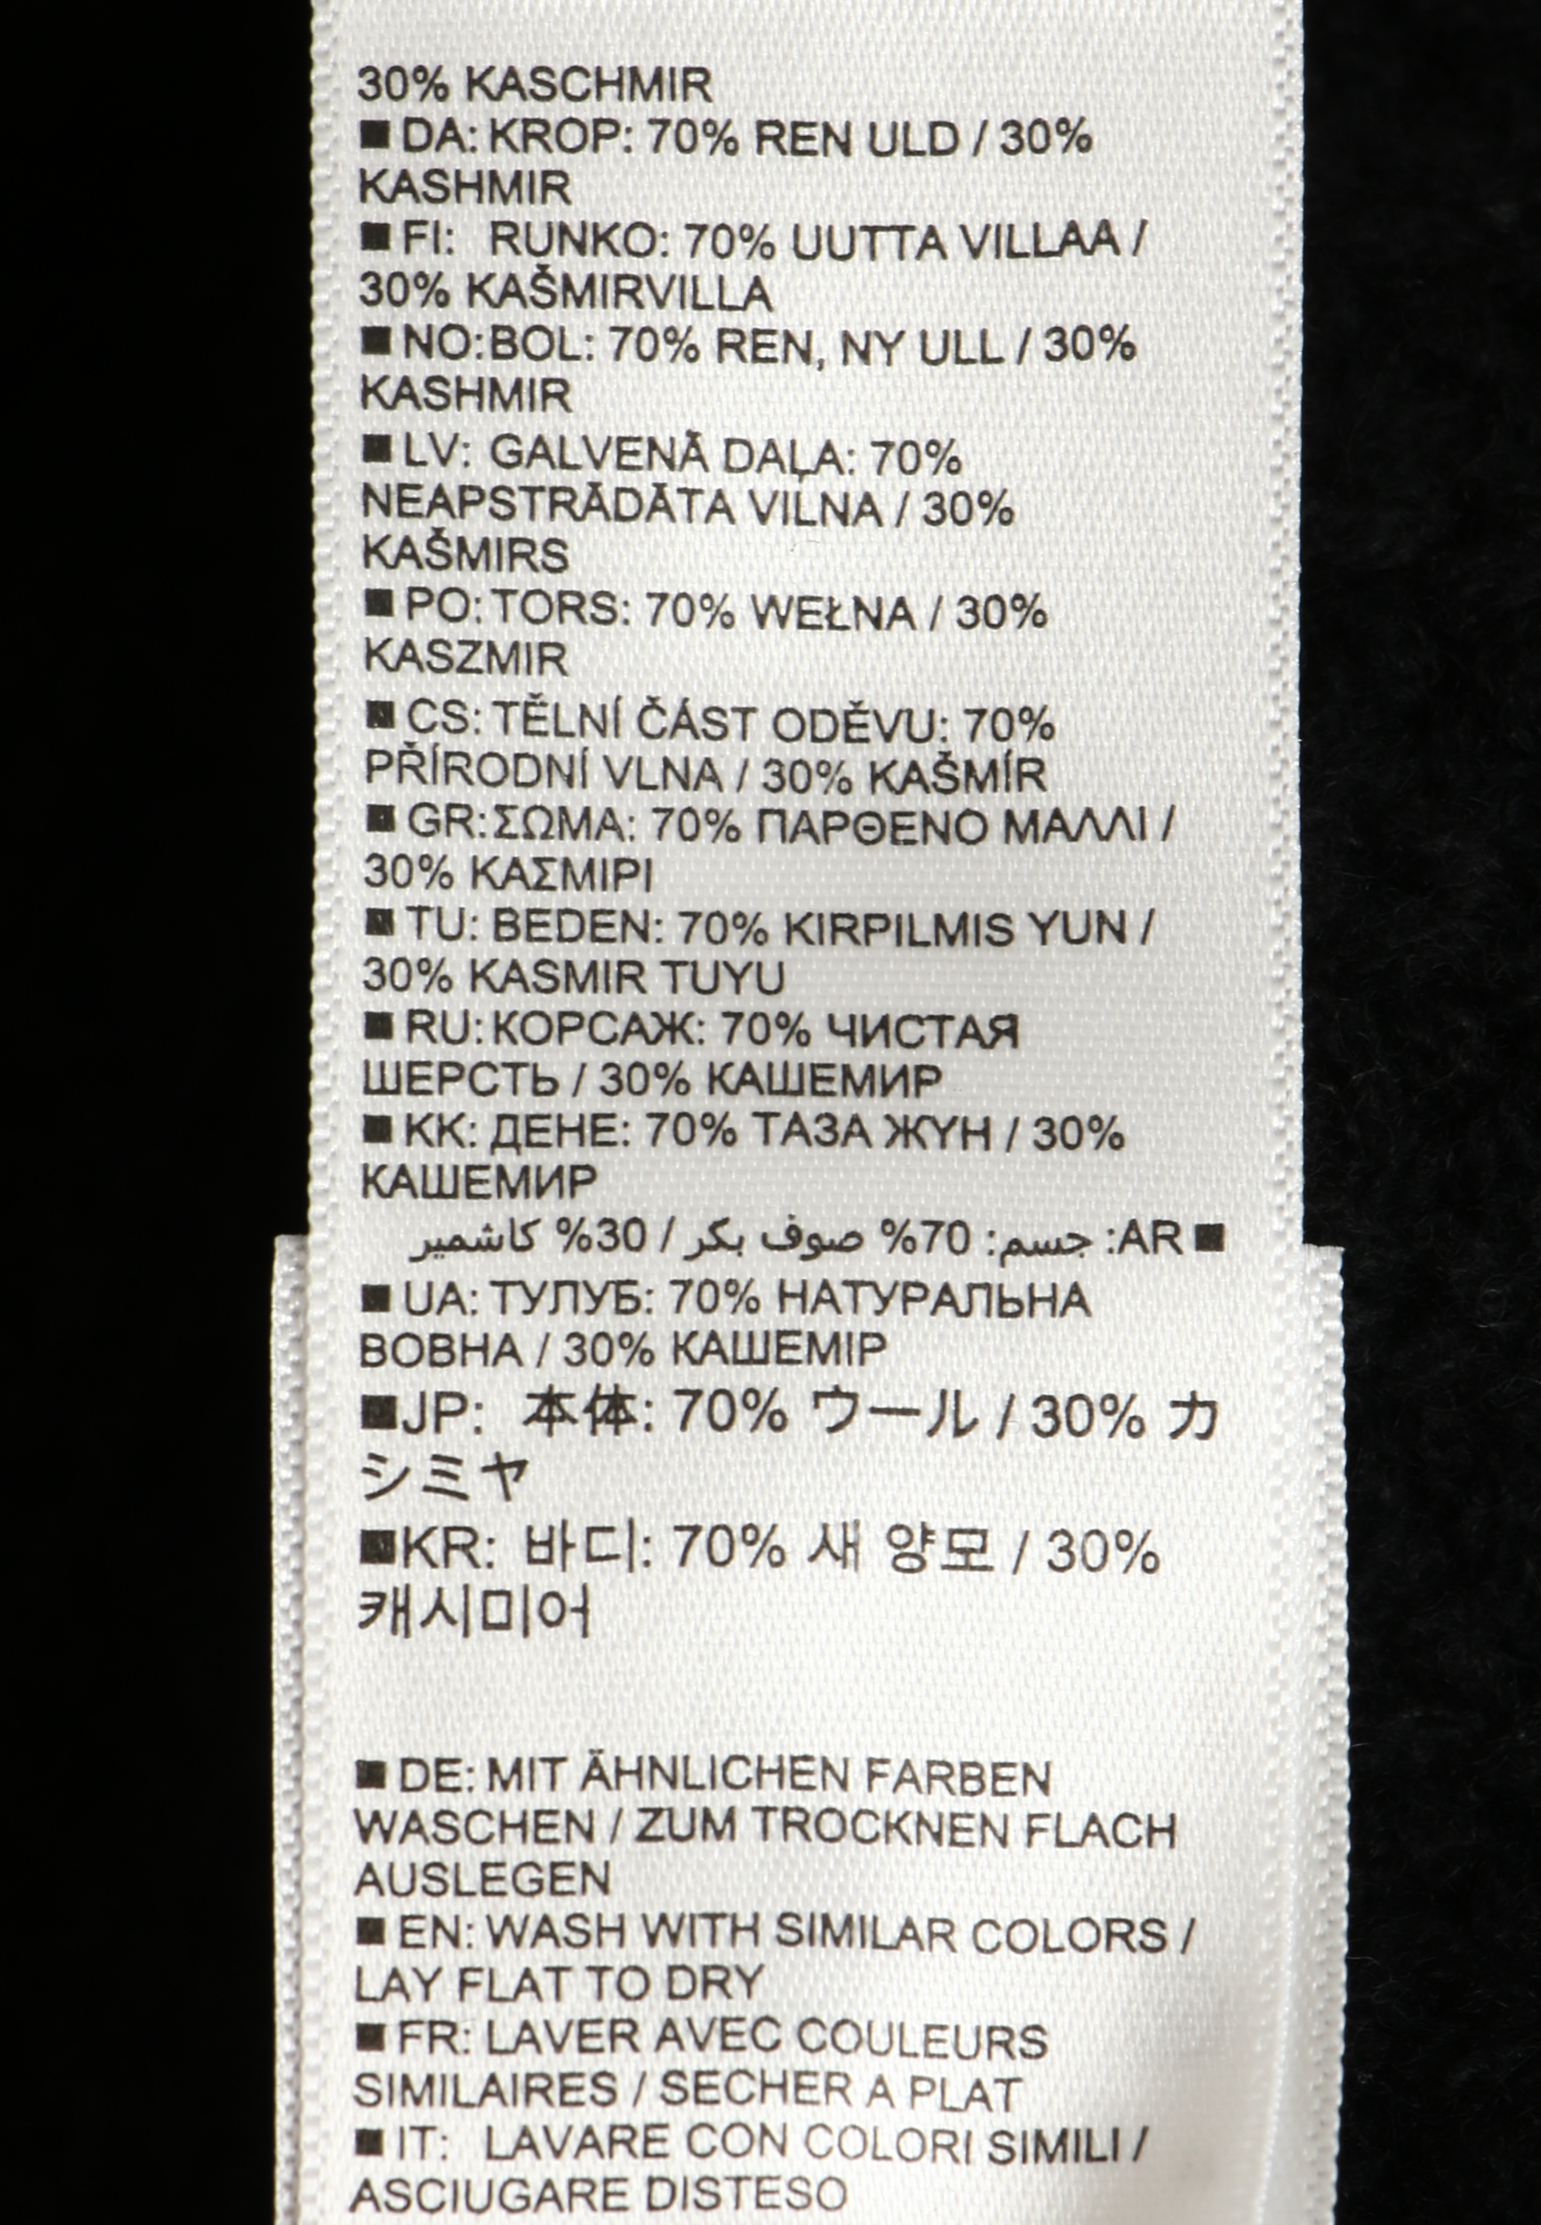 30% KASCHMIR
■ DA: KROP: 70% REN ULD / 30%
KASHMIR
■ FI: RUNKO: 70% UUTTA VILLAA /
30% KAŠMIRVILLA
■ NO: BOL: 70% REN, NY ULL / 30%
KASHMIR
■ LV: GALVENĀ DAĻA: 70%
NEAPSTRĀDĀTA VILNA / 30%
KAŠMIRS
■ PO: TORS: 70% WEŁNA / 30%
KASZMIR
■ CS: TĚLNÍ ČÁST ODĚVU: 70%
PŘÍRODNÍ VLNA / 30% KAŠMÍR
■ GR: ΣΩΜΑ: 70% ΠΑΡΘΕΝΟ ΜΑΛΛΙ /
30% ΚΑΣΜΙΡΙ
■ TU: BEDEN: 70% KIRPILMIS YUN /
30% KASMIR TUYU
■ RU: КОРСАЖ: 70% ЧИСТАЯ
ШЕРСТЬ / 30% КАШЕМИР
■ KK: ДЕНЕ: 70% ТАЗА ЖҮН / 30%
КАШЕМИР
■ AR: جسم: 70% صوف بكر / 30% كاشمير
■ UA: ТУЛУБ: 70% НАТУРАЛЬНА
ВОВНА / 30% КАШЕМІР
■JP: 本体: 70% ウール / 30% カ
シミヤ
■KR: 바디: 70% 새 양모 / 30%
캐시미어
■ DE: MIT ÄHNLICHEN FARBEN
WASCHEN / ZUM TROCKNEN FLACH
AUSLEGEN
■ EN: WASH WITH SIMILAR COLORS /
LAY FLAT TO DRY
■ FR: LAVER AVEC COULEURS
SIMILAIRES / SECHER A PLAT
■ IT: LAVARE CON COLORI SIMILI /
ASCIUGARE DISTESO